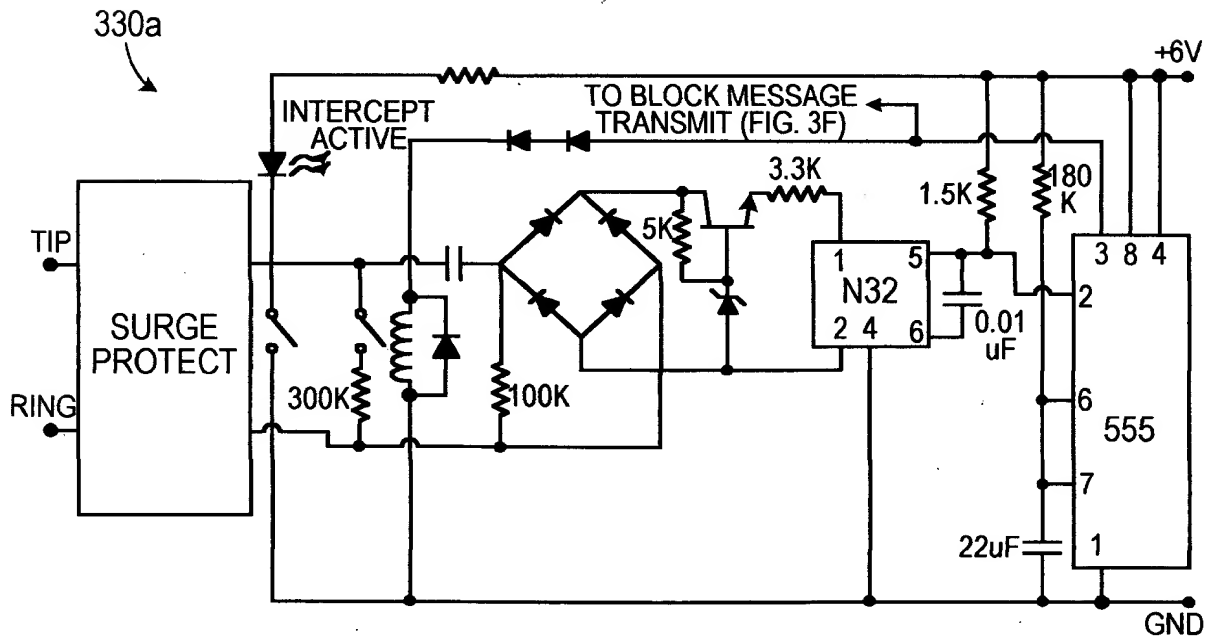 330a
+6V
INTERCEPT
ACTIVE
TO BLOCK MESSAGE
TRANSMIT (FIG. 3F)
3.3K
1.5K
180
K
5K
TIP
SURGE
PROTECT
RING
300K
100K
1
5
N32
2 4 6
0.01
uF
3 8 4
2
6
555
7
22uF
1
GND